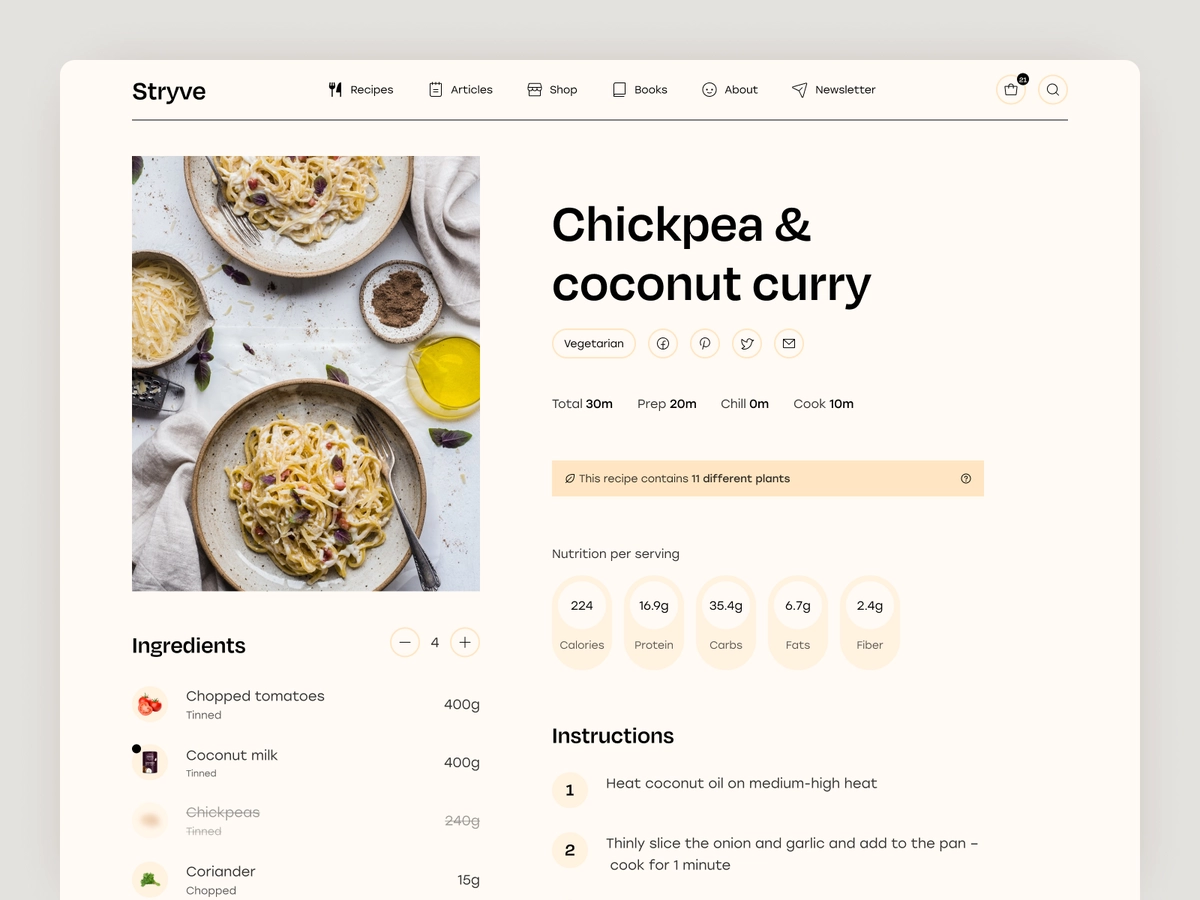 Stryve
Recipes
Articles
Shop
Books
About
Newsletter
21
Chickpea &
coconut curry
Vegetarian
Total 30m
Prep 20m
Chill 0m
Cook 10m
This recipe contains 11 different plants
Nutrition per serving
224
Calories
16.9g
Protein
35.4g
Carbs
6.7g
Fats
2.4g
Fiber
Ingredients
4
Chopped tomatoes
Tinned
400g
Coconut milk
Tinned
400g
Chickpeas
Tinned
240g
Coriander
Chopped
15g
Instructions
1
Heat coconut oil on medium-high heat
2
Thinly slice the onion and garlic and add to the pan –
cook for 1 minute